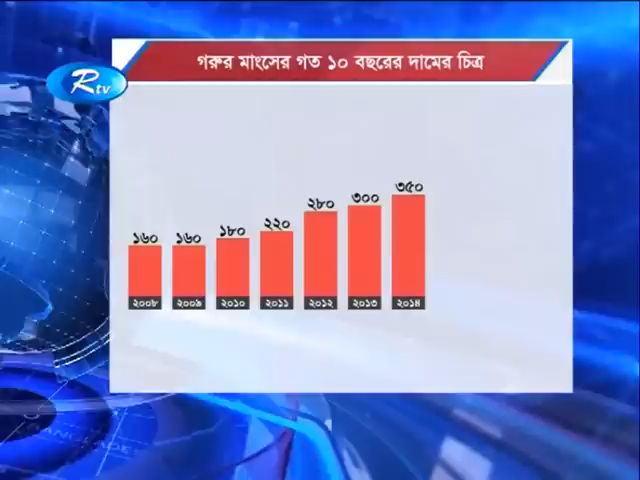 গরুর মাংসের গত ১০ বছরের দামের চিত্র
Rtv
১৬০ ১৬০ ১৮০ ২২০ ২৮০ ৩০০ ৩৫০
২০০৮ ২০০৯ ২০১০ ২০১১ ২০১২ ২০১৩ ২০১৪